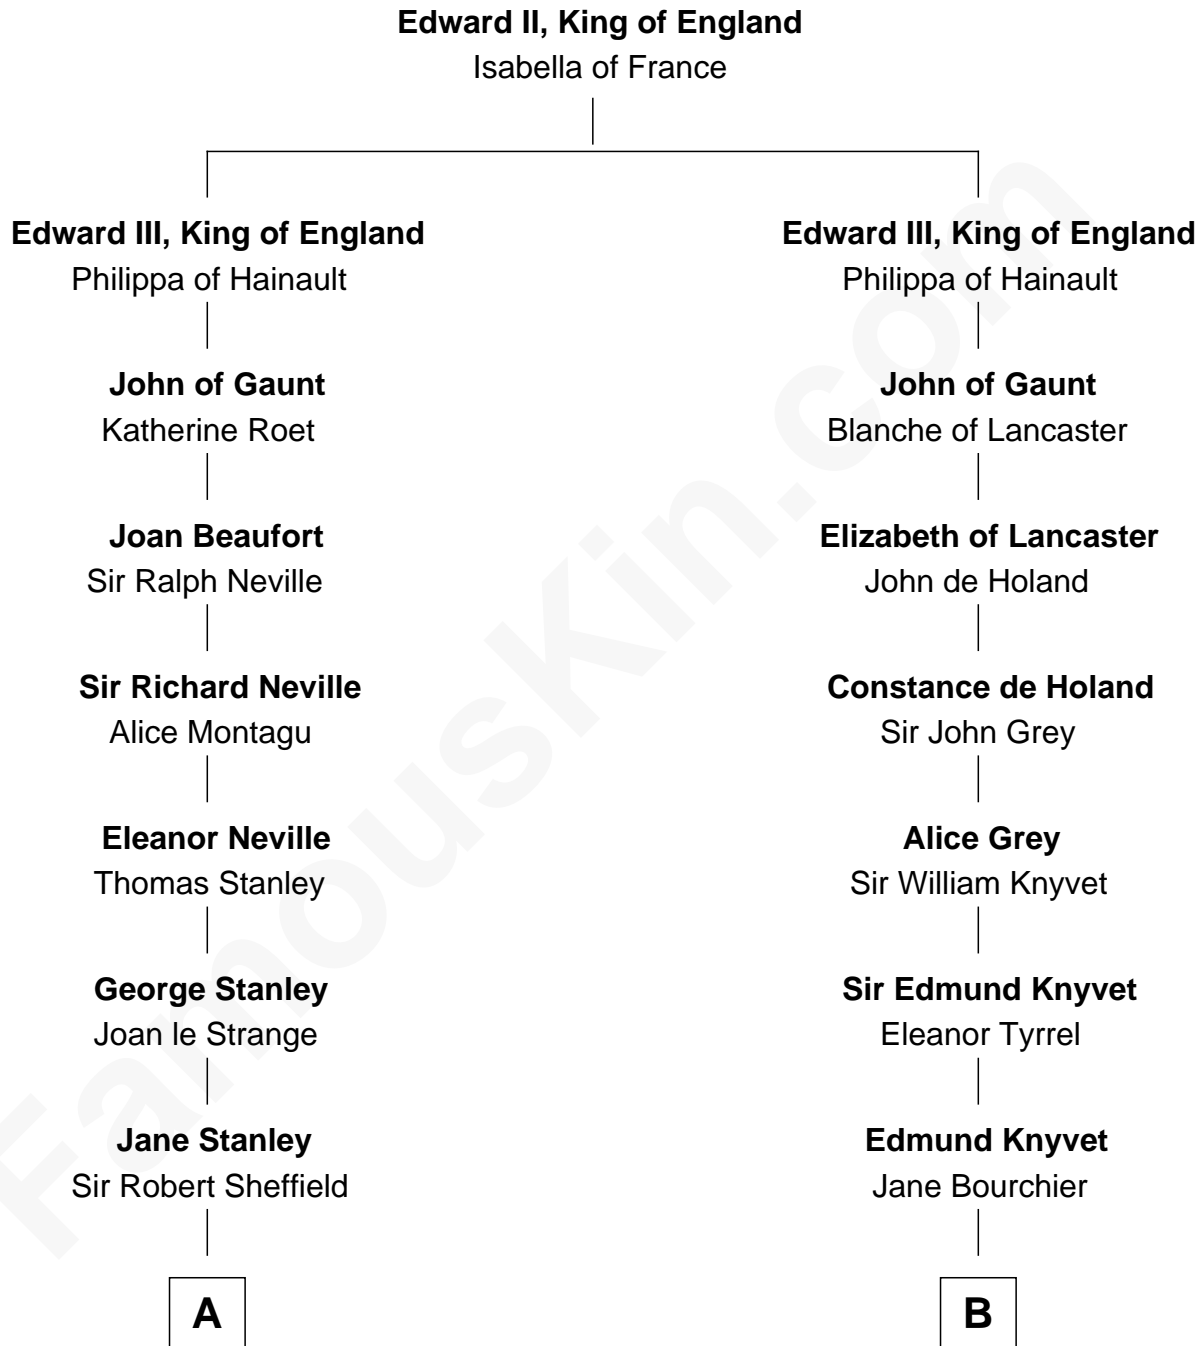 Edward II, King of England
Isabella of France
Edward III, King of England
Philippa of Hainault
John of Gaunt
Katherine Roet
Joan Beaufort
Sir Ralph Neville
Sir Richard Neville
Alice Montagu
Eleanor Neville
Thomas Stanley
George Stanley
Joan le Strange
Jane Stanley
Sir Robert Sheffield
A
Edward III, King of England
Philippa of Hainault
John of Gaunt
Blanche of Lancaster
Elizabeth of Lancaster
John de Holand
Constance de Holand
Sir John Grey
Alice Grey
Sir William Knyvet
Sir Edmund Knyvet
Eleanor Tyrrel
Edmund Knyvet
Jane Bourchier
B
FamousKin.com